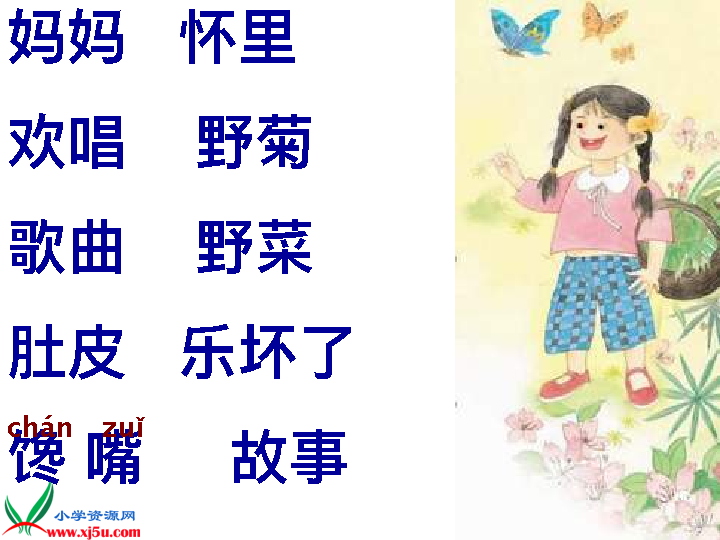 妈妈 怀里
欢唱 野菊
歌曲 野菜
肚皮 乐坏了
chán zuǐ
馋 嘴 故事
小学资源网
www.xj5u.com